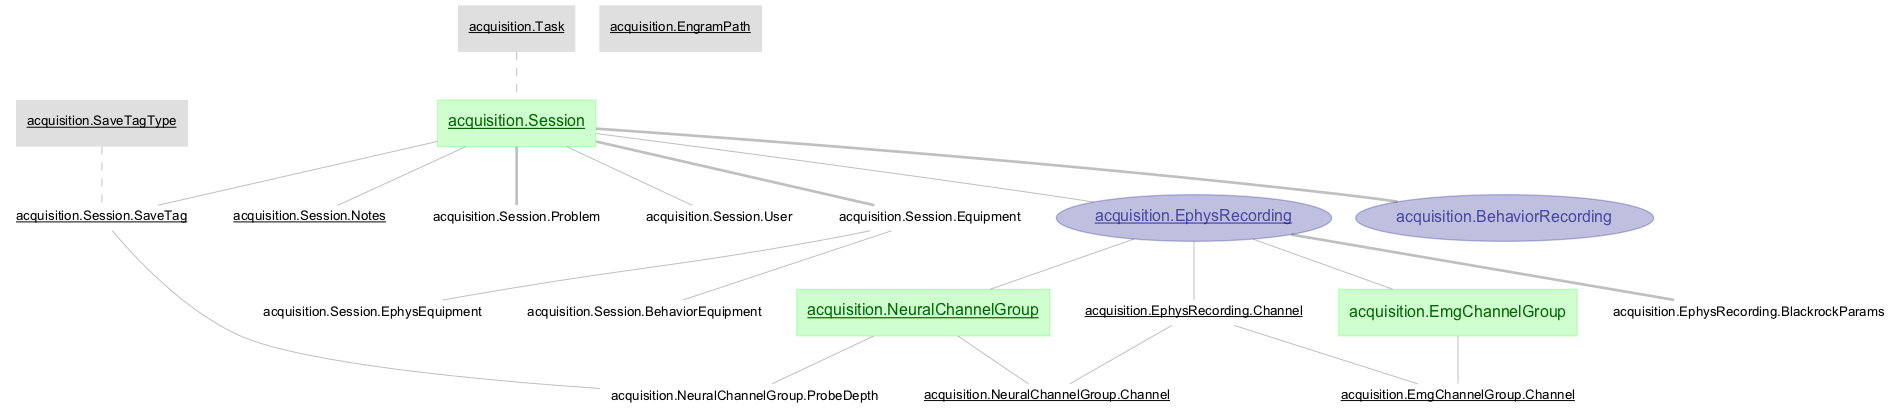 acquisition.Task
acquisition.EngramPath
acquisition.SaveTagType
acquisition.Session
acquisition.Session.SaveTag
acquisition.Session.Notes
acquisition.Session.Problem
acquisition.Session.User
acquisition.Session.Equipment
acquisition.EphysRecording
acquisition.BehaviorRecording
acquisition.Session.EphysEquipment
acquisition.Session.BehaviorEquipment
acquisition.NeuralChannelGroup
acquisition.EphysRecording.Channel
acquisition.EmgChannelGroup
acquisition.EphysRecording.BlackrockParams
acquisition.NeuralChannelGroup.ProbeDepth
acquisition.NeuralChannelGroup.Channel
acquisition.EmgChannelGroup.Channel